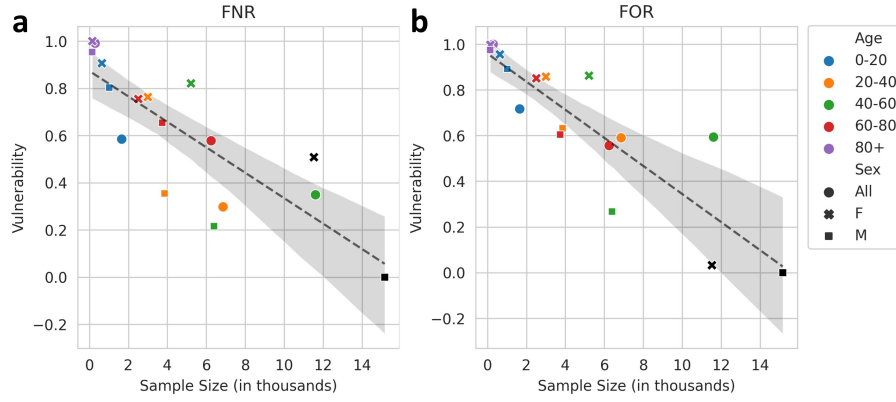 a
FNR
1.0
0.8
0.6
0.4
0.2
0.0
−0.2
Vulnerability
0 2 4 6 8 10 12 14
Sample Size (in thousands)
b
FOR
1.0
0.8
0.6
0.4
0.2
0.0
−0.2
Vulnerability
0 2 4 6 8 10 12 14
Sample Size (in thousands)
Age
0-20
20-40
40-60
60-80
80+
Sex
All
F
M